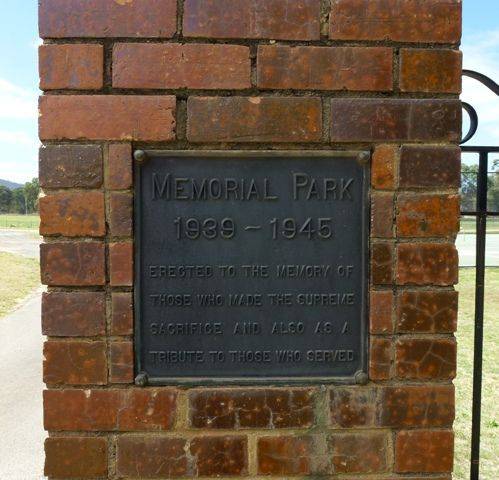 MEMORIAL PARK
1939 - 1945
ERECTED TO THE MEMORY OF
THOSE WHO MADE THE SUPREME
SACRIFICE AND ALSO AS A
TRIBUTE TO THOSE WHO SERVED